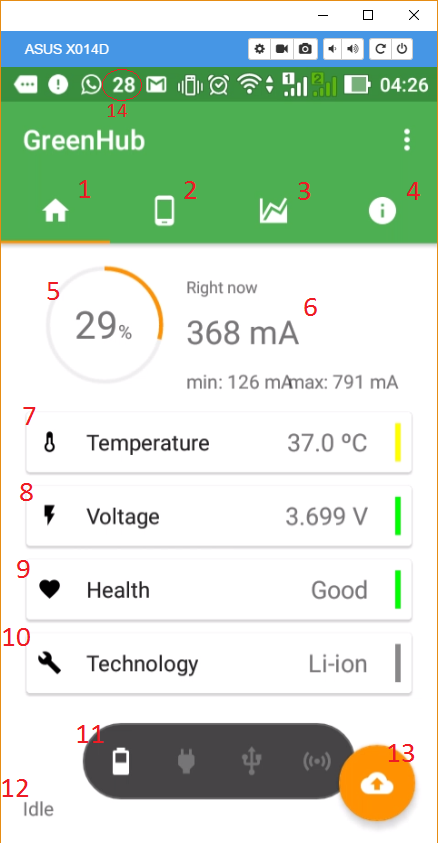 ASUS X014D
28 1 2 04:26
14
GreenHub
1 2 3 4
5 Right now
29% 368 mA 6
min: 126 mA max: 791 mA
7
Temperature 37.0 ºC
8
Voltage 3.699 V
9
Health Good
10
Technology Li-ion
11
13
12
Idle